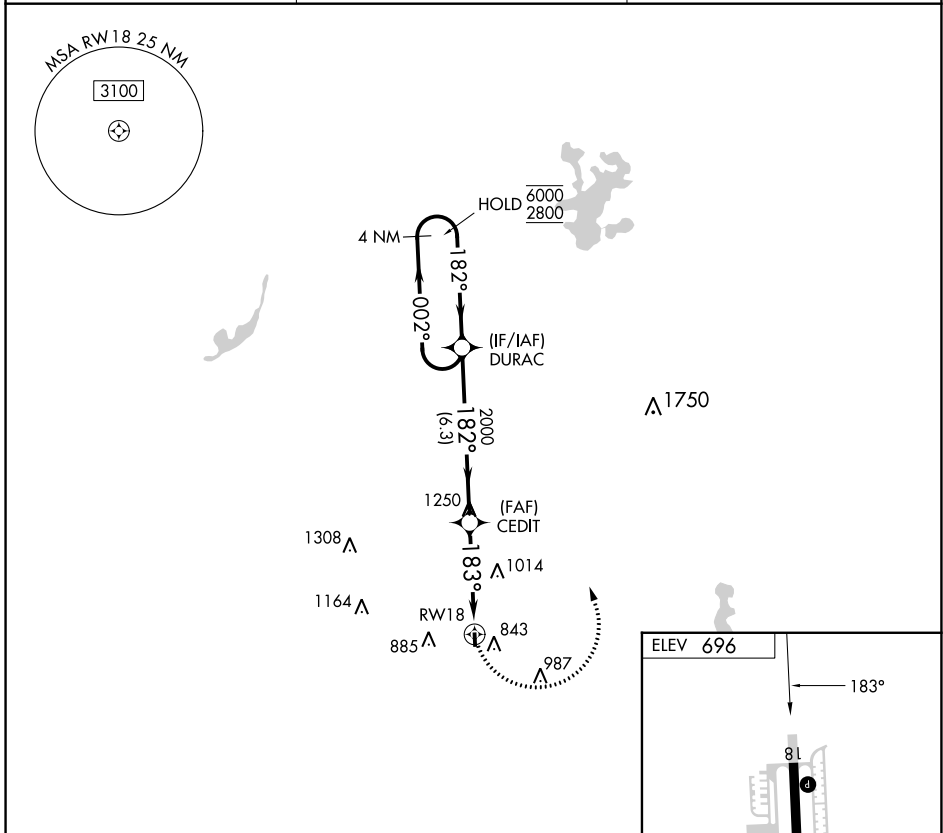 MSA RW18 25 NM
3100
HOLD 6000
2800
4 NM
182°
002°
(IF/IAF)
DURAC
1750
2000
182°
(6.3)
1250
(FAF)
CEDIT
1308
183°
1014
1164
RW18
885
843
987
ELEV 696
183°
18
P